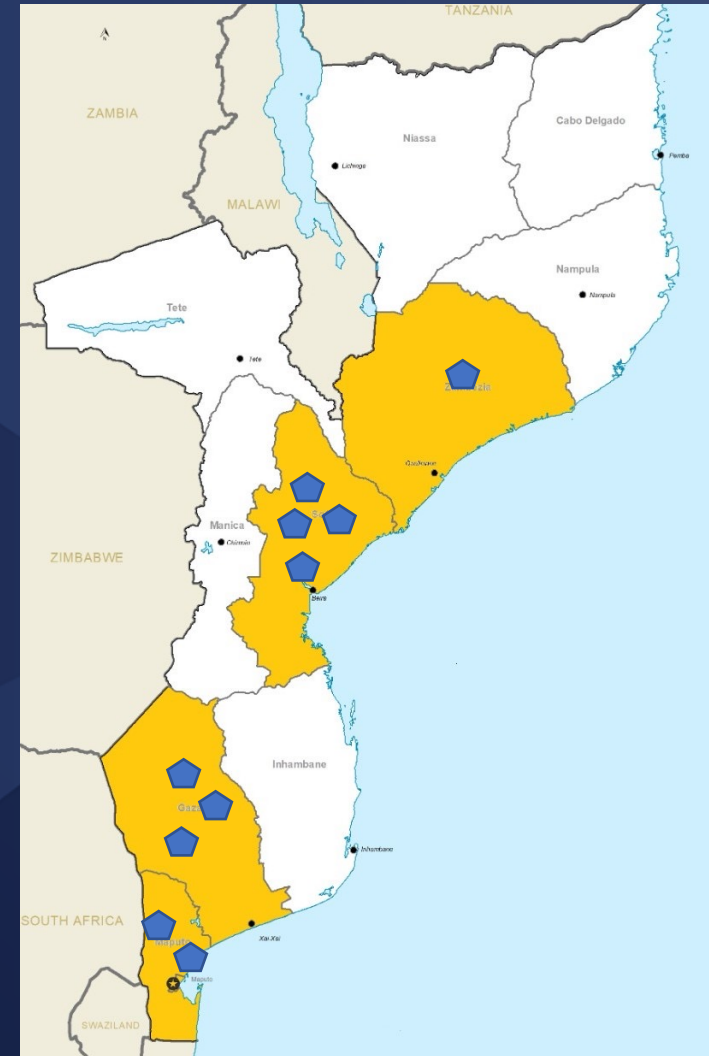 TANZANIA
ZAMBIA
Cabo Delgado
Niassa
Pemba
Lichinga
MALAWI
Nampula
Nampula
Tete
Tete
Quelimane
Manica
Chimoio
ZIMBABWE
Beira
Inhambane
Inhambane
SOUTH AFRICA
Xai-Xai
Maputo
Maputo
SWAZILAND